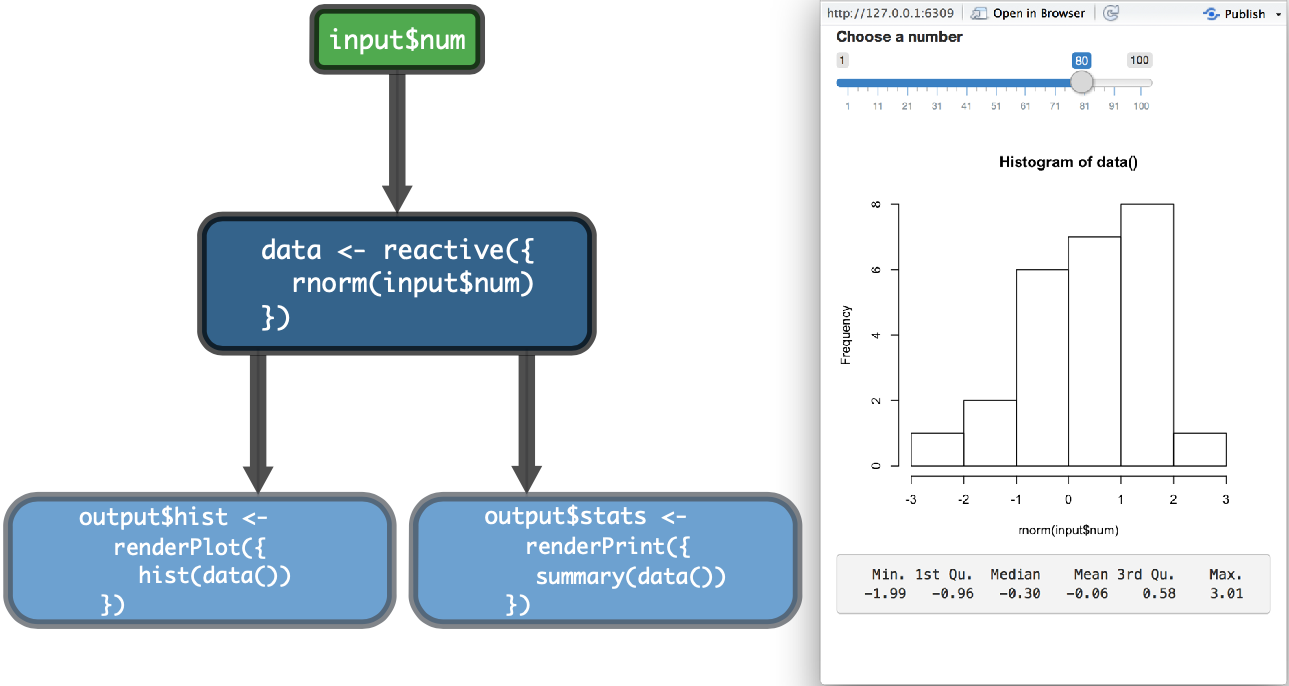 input$num
data <- reactive({
rnorm(input$num)
})
output$hist <-
renderPlot({
hist(data())
})
output$stats <-
renderPrint({
summary(data())
})
http://127.0.0.1:6309 Open in Browser Publish
Choose a number
1 80 100
1 11 21 31 41 51 61 71 81 91 100
Histogram of data()
Frequency
8
6
4
2
0
-3 -2 -1 0 1 2 3
rnorm(input$num)
Min. 1st Qu. Median Mean 3rd Qu. Max.
-1.99 -0.96 -0.30 -0.06 0.58 3.01